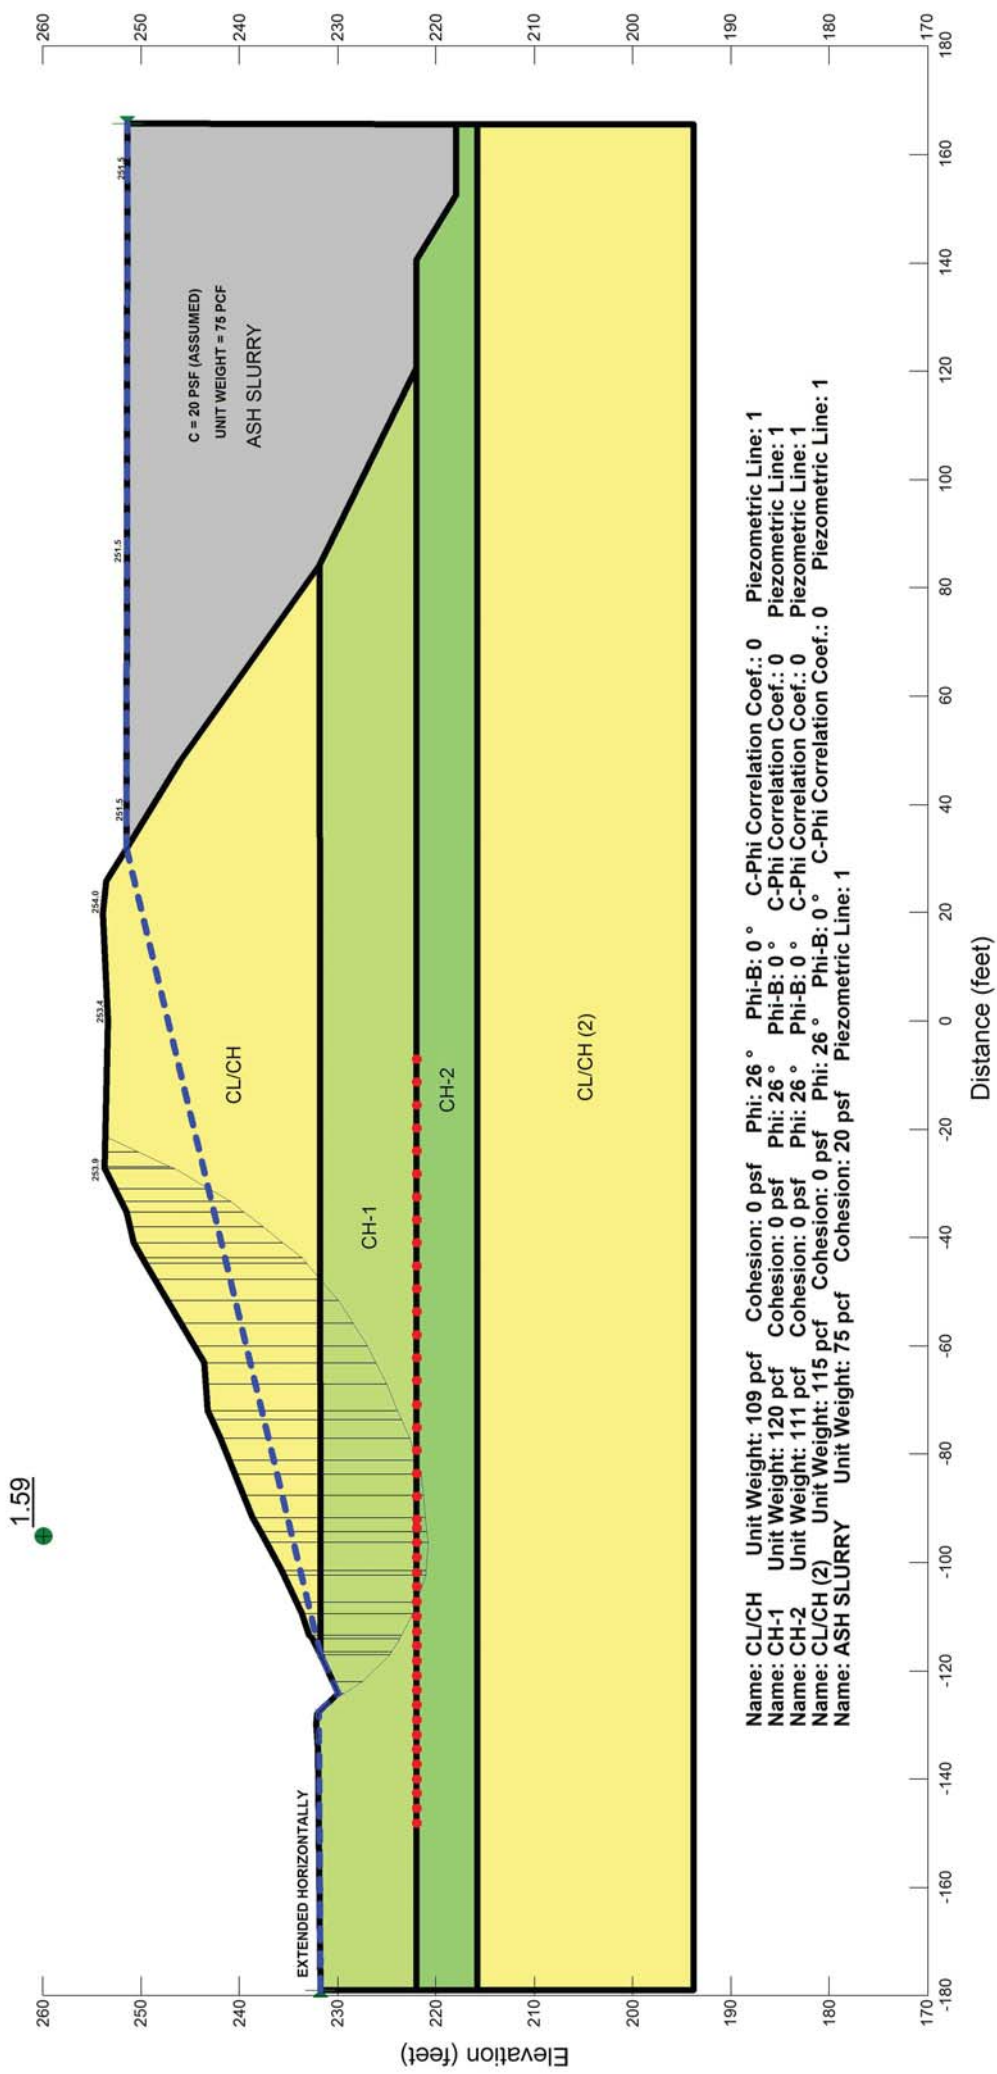 1.59
260
250
240
230
220
210
200
190
180
170
Elevation (feet)
260
250
240
230
220
210
200
190
180
170
EXTENDED HORIZONTALLY
253.9
253.4
254.0
251.5
251.5
251.5
C = 20 PSF (ASSUMED)
UNIT WEIGHT = 75 PCF
ASH SLURRY
CL/CH
CH-1
CH-2
CL/CH (2)
Name: CL/CH Unit Weight: 109 pcf Cohesion: 0 psf Phi: 26 ° Phi-B: 0 ° C-Phi Correlation Coef.: 0 Piezometric Line: 1
Name: CH-1 Unit Weight: 120 pcf Cohesion: 0 psf Phi: 26 ° Phi-B: 0 ° C-Phi Correlation Coef.: 0 Piezometric Line: 1
Name: CH-2 Unit Weight: 111 pcf Cohesion: 0 psf Phi: 26 ° Phi-B: 0 ° C-Phi Correlation Coef.: 0 Piezometric Line: 1
Name: CL/CH (2) Unit Weight: 115 pcf Cohesion: 0 psf Phi: 26 ° Phi-B: 0 ° C-Phi Correlation Coef.: 0 Piezometric Line: 1
Name: ASH SLURRY Unit Weight: 75 pcf Cohesion: 20 psf Piezometric Line: 1
-180 -160 -140 -120 -100 -80 -60 -40 -20 0 20 40 60 80 100 120 140 160 180
Distance (feet)